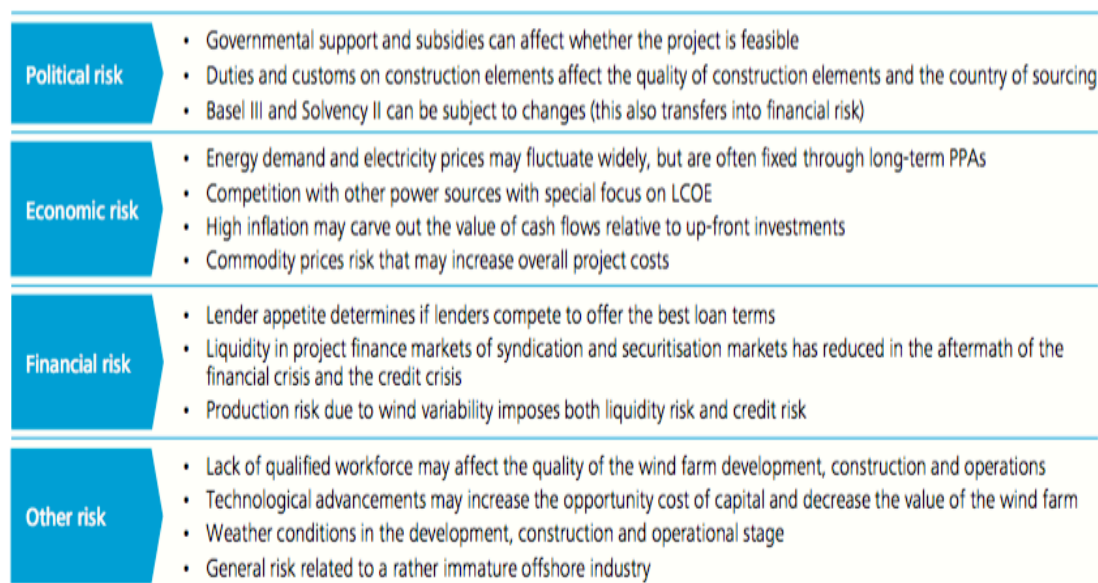 Political risk
• Governmental support and subsidies can affect whether the project is feasible
• Duties and customs on construction elements affect the quality of construction elements and the country of sourcing
• Basel III and Solvency II can be subject to changes (this also transfers into financial risk)
Economic risk
• Energy demand and electricity prices may fluctuate widely, but are often fixed through long-term PPAs
• Competition with other power sources with special focus on LCOE
• High inflation may carve out the value of cash flows relative to up-front investments
• Commodity prices risk that may increase overall project costs
Financial risk
• Lender appetite determines if lenders compete to offer the best loan terms
• Liquidity in project finance markets of syndication and securitisation markets has reduced in the aftermath of the
financial crisis and the credit crisis
• Production risk due to wind variability imposes both liquidity risk and credit risk
Other risk
• Lack of qualified workforce may affect the quality of the wind farm development, construction and operations
• Technological advancements may increase the opportunity cost of capital and decrease the value of the wind farm
• Weather conditions in the development, construction and operational stage
• General risk related to a rather immature offshore industry